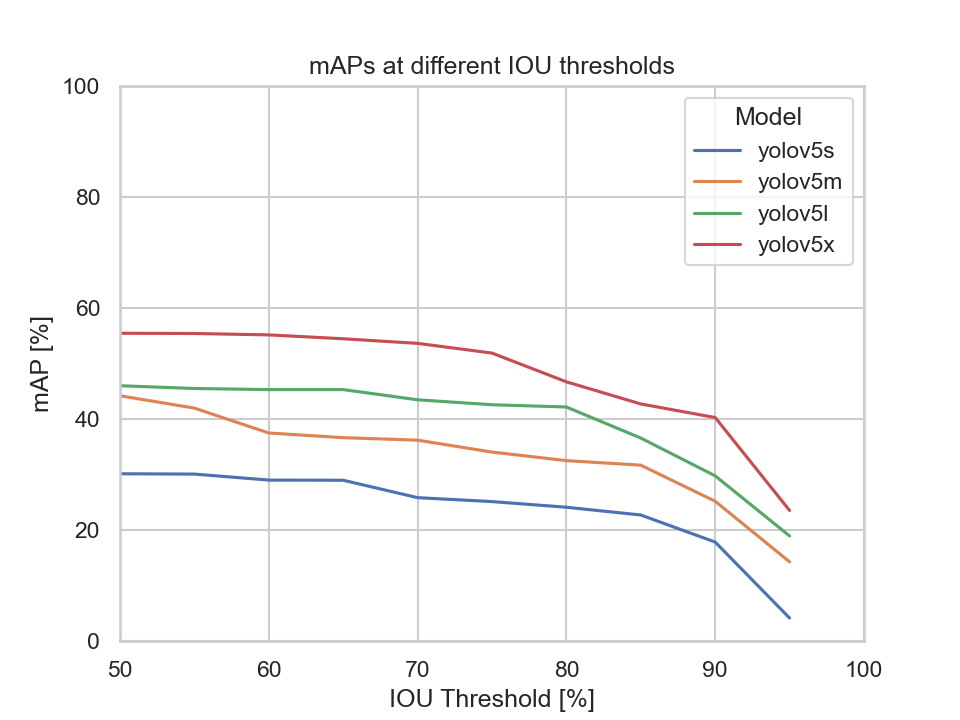 mAPs at different IOU thresholds
100
80
60
40
20
0
mAP [%]
50 60 70 80 90 100
IOU Threshold [%]
Model
yolov5s
yolov5m
yolov5l
yolov5x